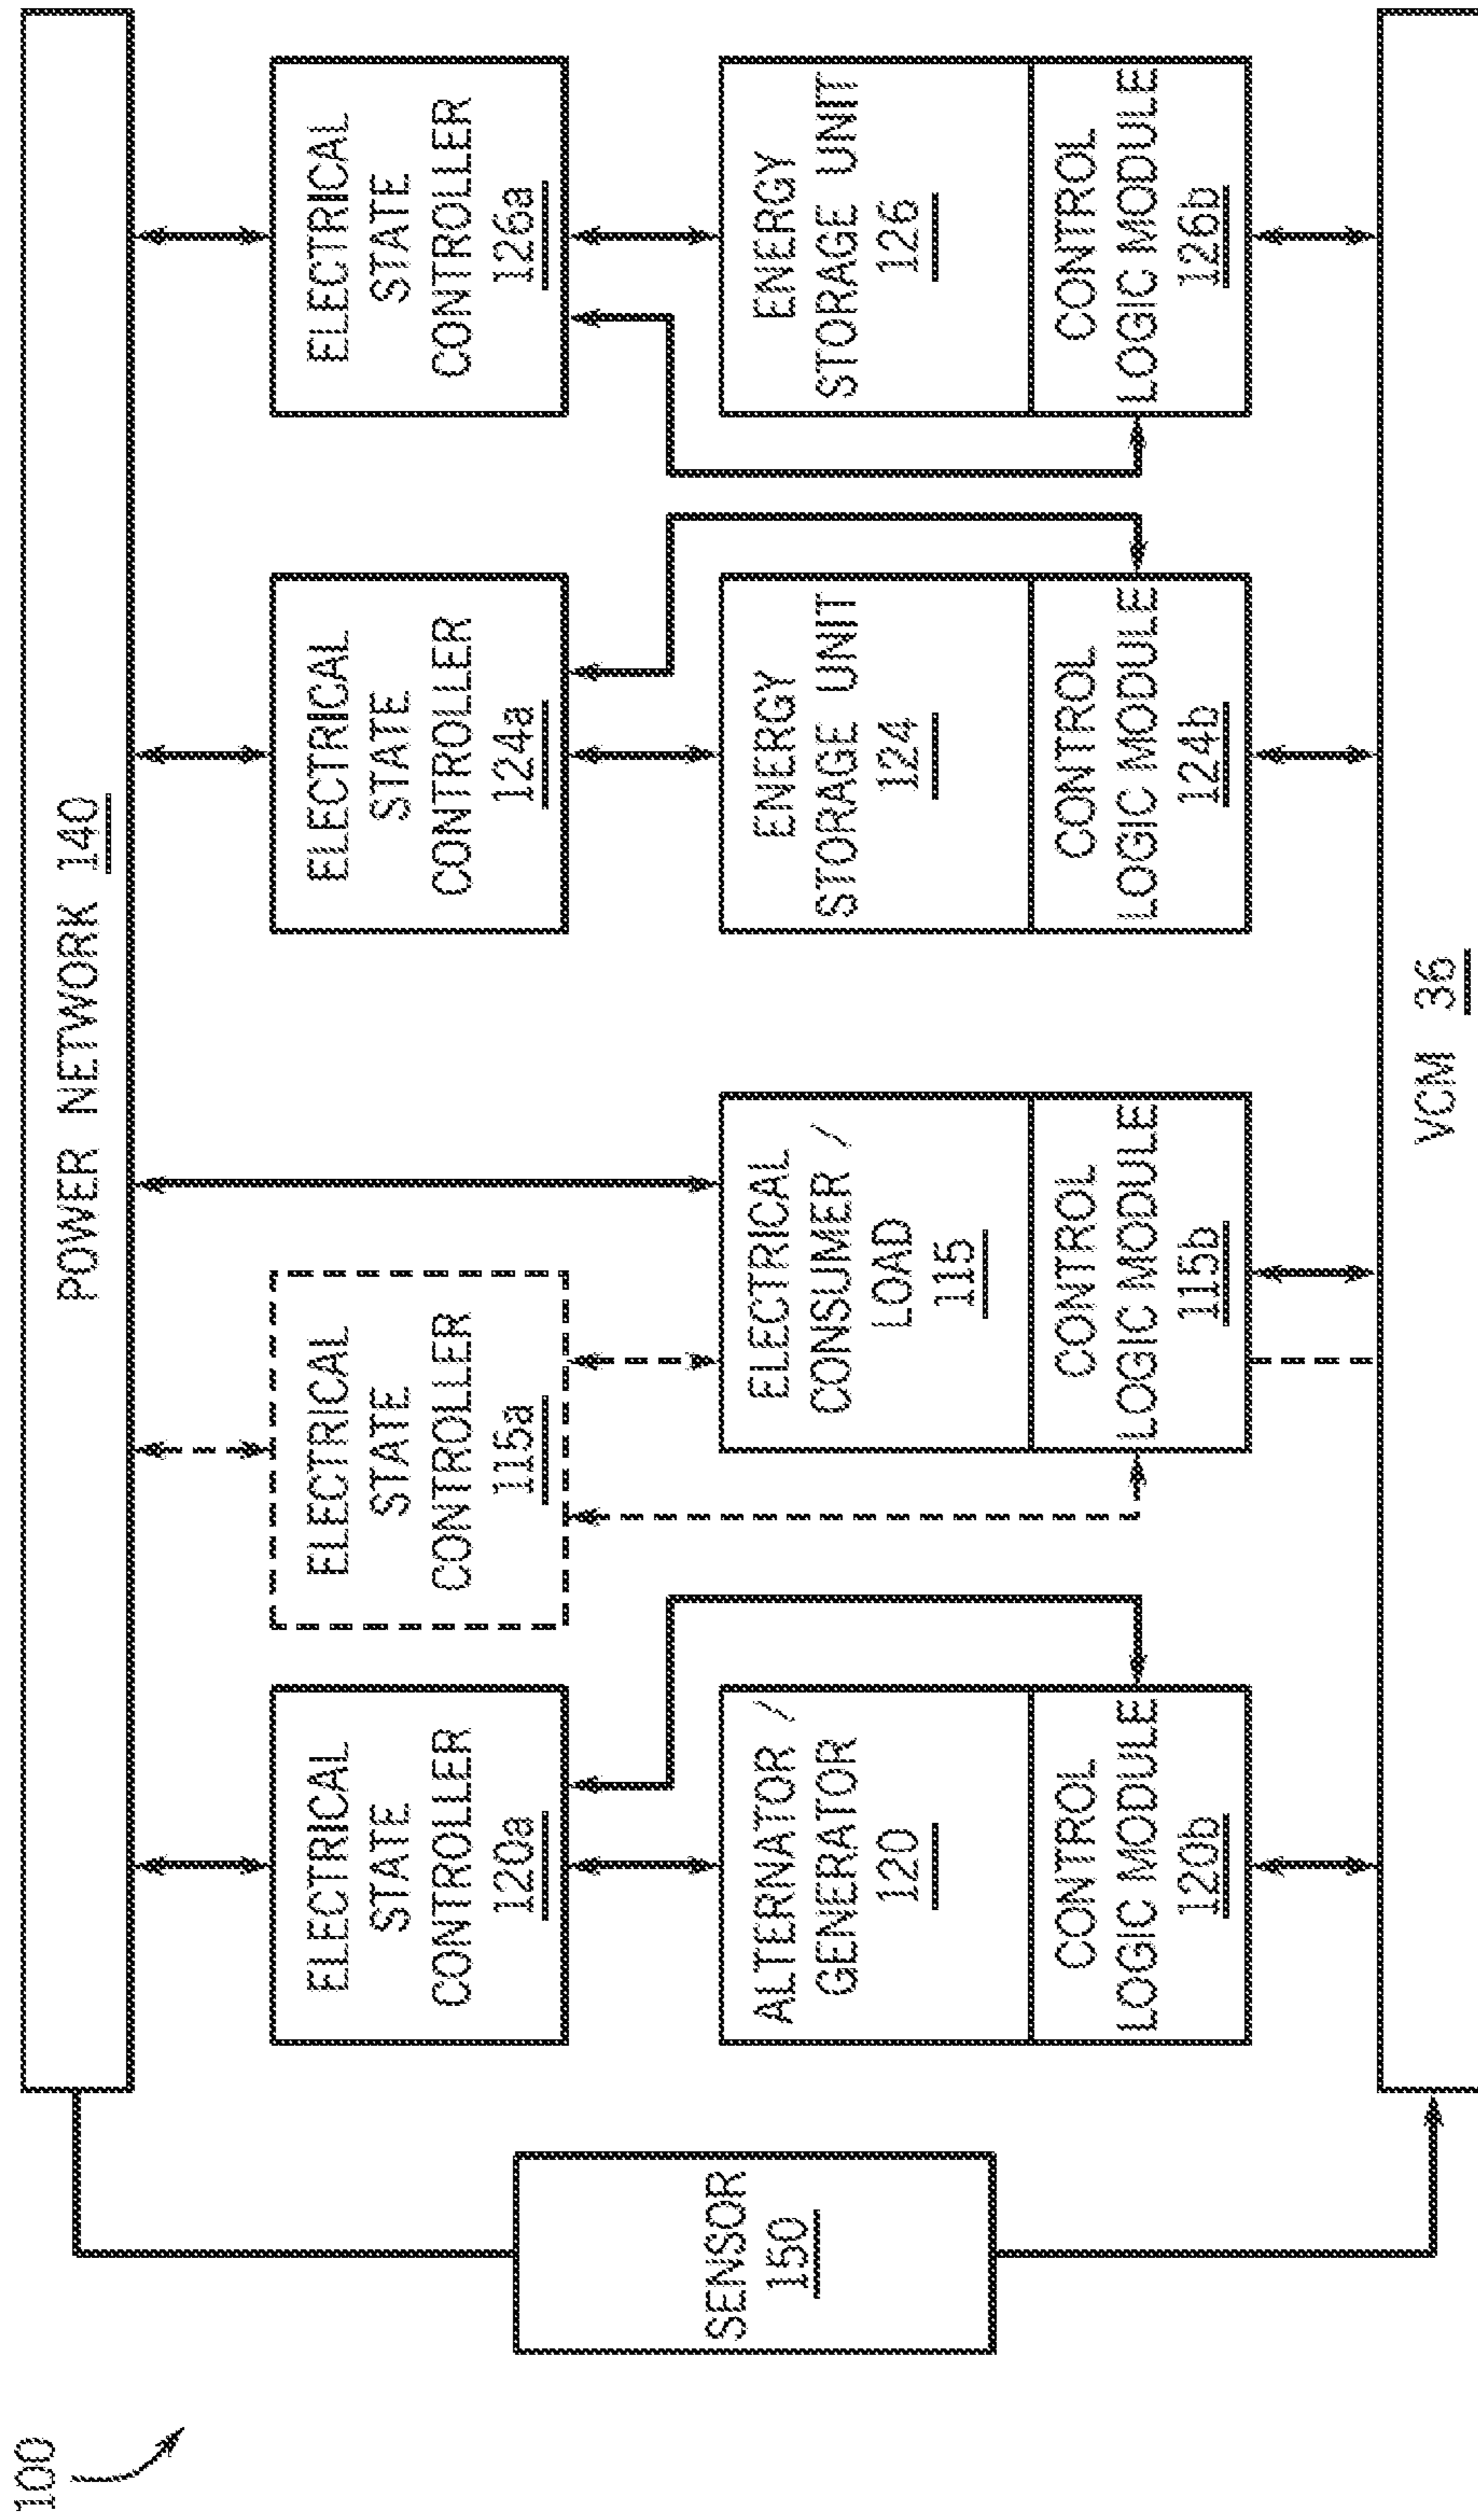 100
POWER NETWORK 140
SENSOR
150
ELECTRICAL
STATE
CONTROLLER
120a
ELECTRICAL
STATE
CONTROLLER
115a
ELECTRICAL
STATE
CONTROLLER
124a
ELECTRICAL
STATE
CONTROLLER
126a
ALTERNATOR /
GENERATOR
120
CONTROL
LOGIC MODULE
120b
ELECTRICAL
CONSUMER /
LOAD
115
CONTROL
LOGIC MODULE
115b
ENERGY
STORAGE UNIT
124
CONTROL
LOGIC MODULE
124b
ENERGY
STORAGE UNIT
126
CONTROL
LOGIC MODULE
126b
VCM 36